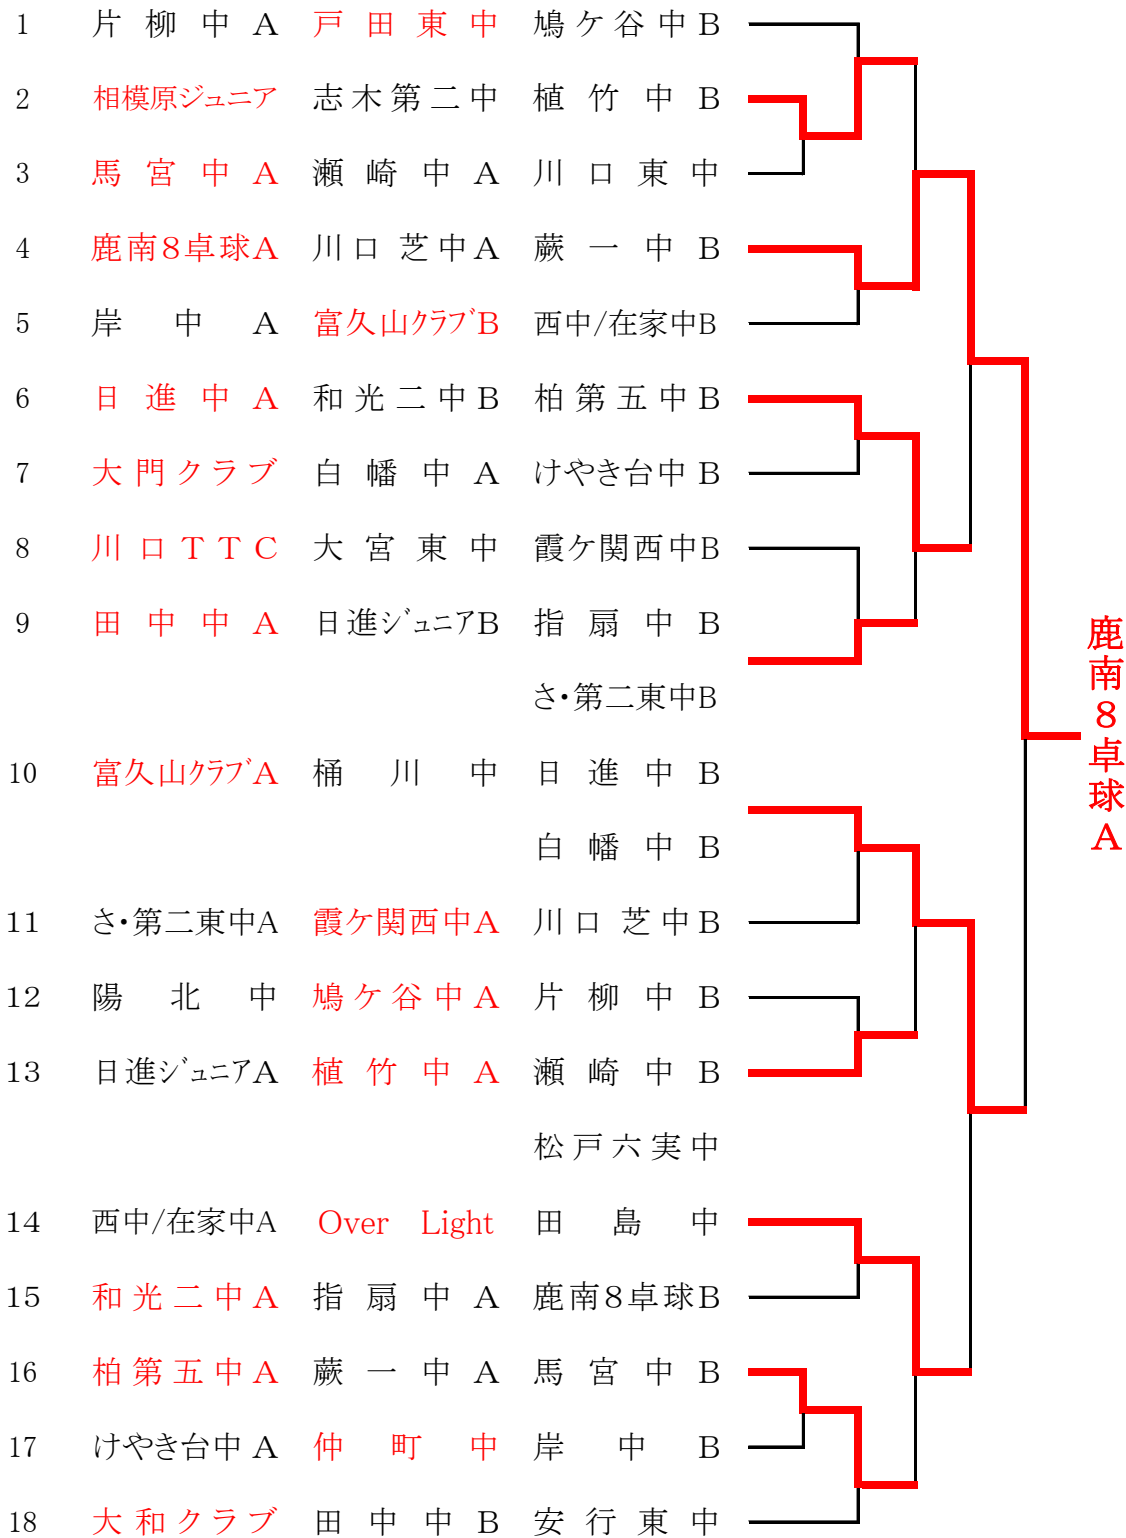 1 片柳中A 戸田東中 鳩ケ谷中B
2 相模原ジュニア 志木第二中 植竹中B
3 馬宮中A 瀬崎中A 川口東中
4 鹿南8卓球A 川口芝中A 蕨一中B
5 岸中A 富久山クラブB 西中/在家中B
6 日進中A 和光二中B 柏第五中B
7 大門クラブ 白幡中A けやき台中B
8 川口TTC 大宮東中 霞ケ関西中B
9 田中中A 日進ジュニアB 指扇中B
さ・第二東中B
10 富久山クラブA 桶川中 日進中B
白幡中B
11 さ・第二東中A 霞ケ関西中A 川口芝中B
12 陽北中 鳩ケ谷中A 片柳中B
13 日進ジュニアA 植竹中A 瀬崎中B
松戸六実中
14 西中/在家中A Over Light 田島中
15 和光二中A 指扇中A 鹿南8卓球B
16 柏第五中A 蕨一中A 馬宮中B
17 けやき台中A 仲町中 岸中B
18 大和クラブ 田中中B 安行東中
鹿南8卓球A